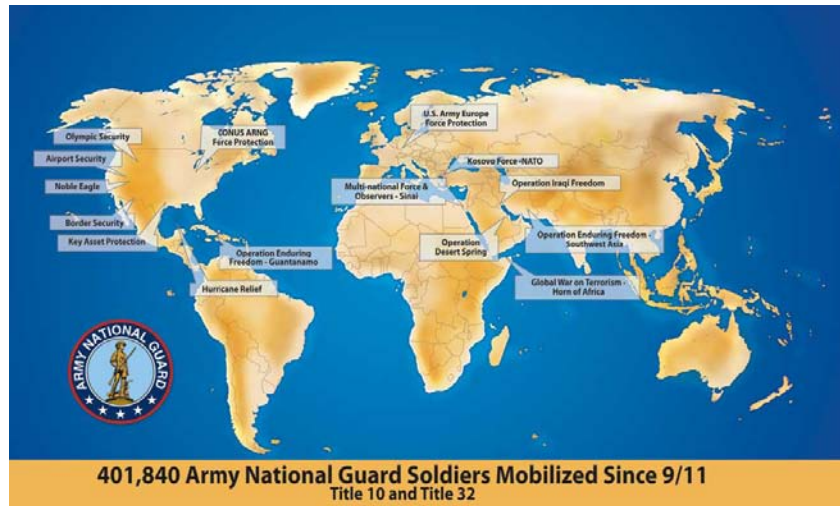 Olympic Security
CONUS ARNG
Force Protection
Airport Security
Noble Eagle
Border Security
Key Asset Protection
Operation Enduring
Freedom - Guantanamo
Hurricane Relief
U.S. Army Europe
Force Protection
Kosovo Force -NATO
Multi-national Force &
Observers - Sinai
Operation Iraqi Freedom
Operation
Desert Spring
Operation Enduring Freedom -
Southwest Asia
Global War on Terrorism -
Horn of Africa
ARMY NATIONAL GUARD
401,840 Army National Guard Soldiers Mobilized Since 9/11
Title 10 and Title 32